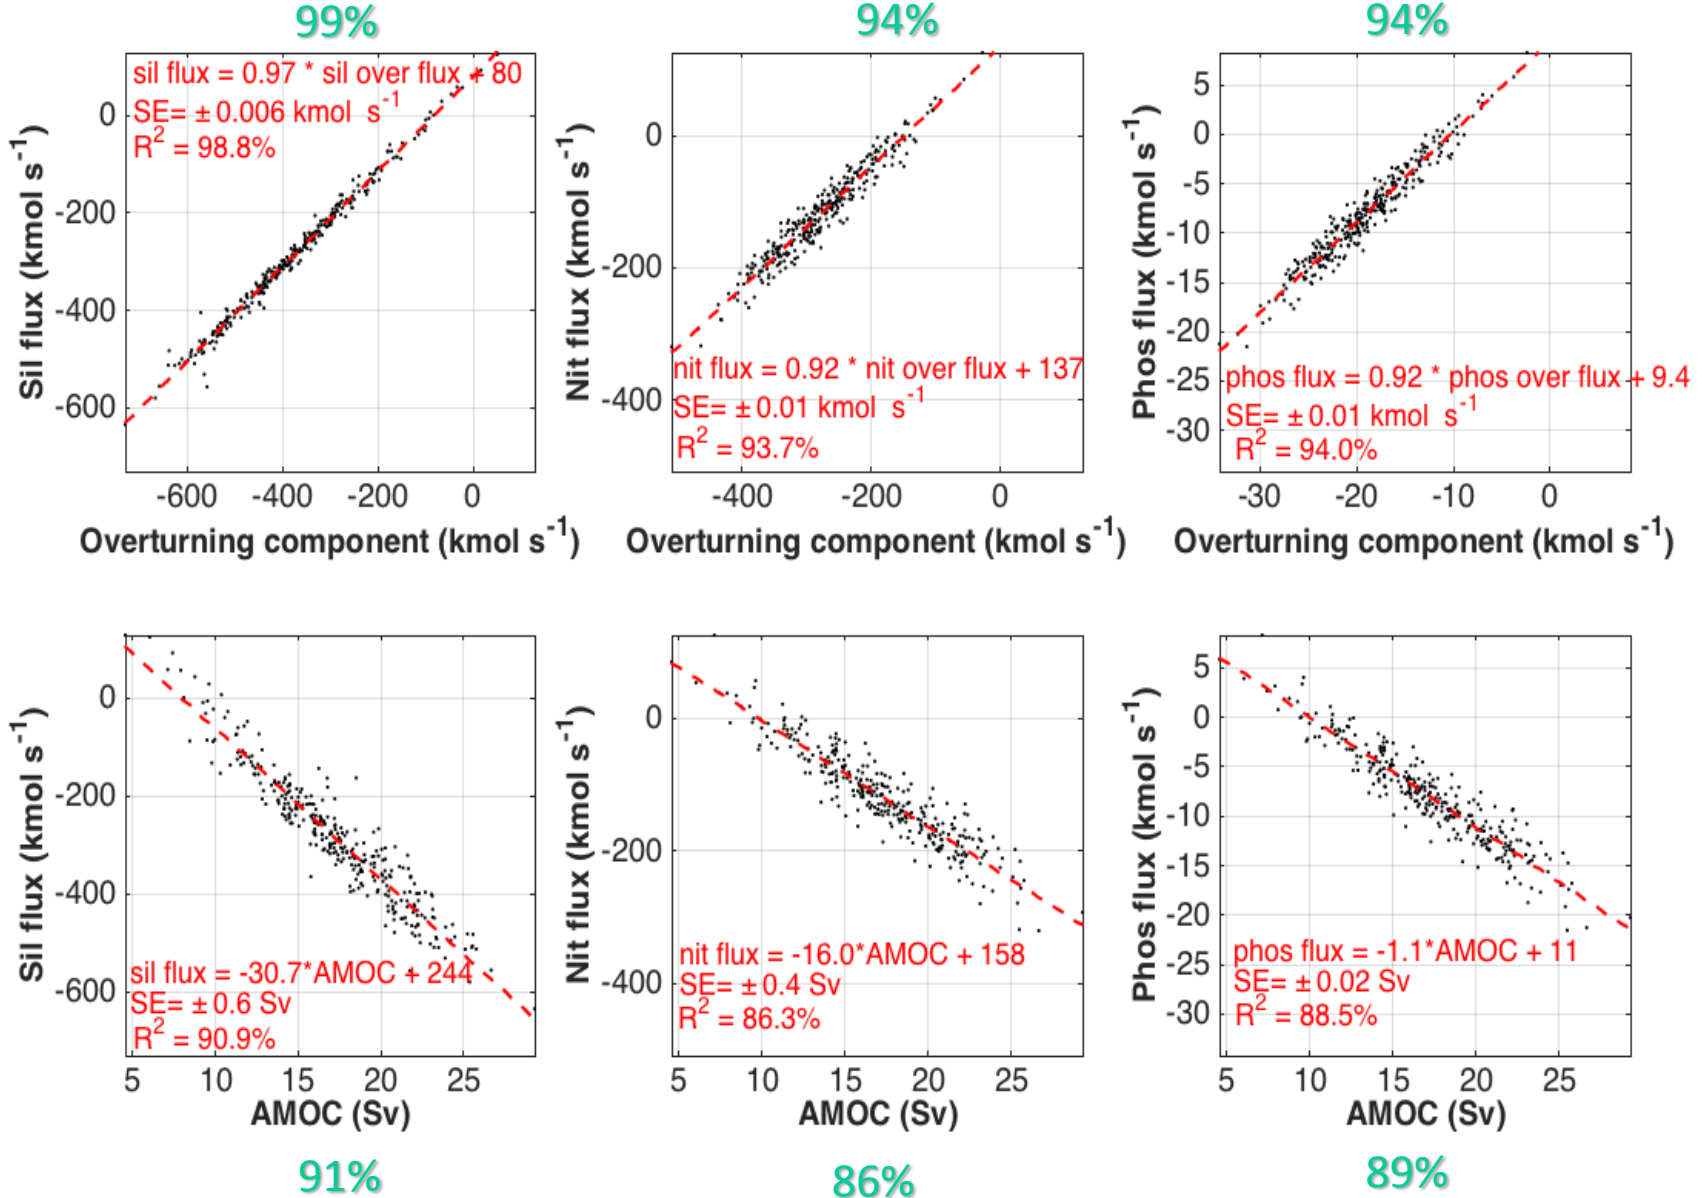 99%
94%
94%
sil flux = 0.97 * sil over flux + 80
SE= ± 0.006 kmol s⁻¹
R² = 98.8%
0
-200
-400
-600
Sil flux (kmol s⁻¹)
-600 -400 -200 0
Overturning component (kmol s⁻¹)
0
-200
-400
Nit flux (kmol s⁻¹)
nit flux = 0.92 * nit over flux + 137
SE= ± 0.01 kmol s⁻¹
R² = 93.7%
-400 -200 0
Overturning component (kmol s⁻¹)
5
0
-5
-10
-15
-20
-25
-30
Phos flux (kmol s⁻¹)
phos flux = 0.92 * phos over flux + 9.4
SE= ± 0.01 kmol s⁻¹
R² = 94.0%
-30 -20 -10 0
Overturning component (kmol s⁻¹)
0
-200
-400
-600
Sil flux (kmol s⁻¹)
sil flux = -30.7*AMOC + 244
SE= ± 0.6 Sv
R² = 90.9%
5 10 15 20 25
AMOC (Sv)
0
-200
-400
Nit flux (kmol s⁻¹)
nit flux = -16.0*AMOC + 158
SE= ± 0.4 Sv
R² = 86.3%
5 10 15 20 25
AMOC (Sv)
5
0
-5
-10
-15
-20
-25
-30
Phos flux (kmol s⁻¹)
phos flux = -1.1*AMOC + 11
SE= ± 0.02 Sv
R² = 88.5%
5 10 15 20 25
AMOC (Sv)
91%
86%
89%